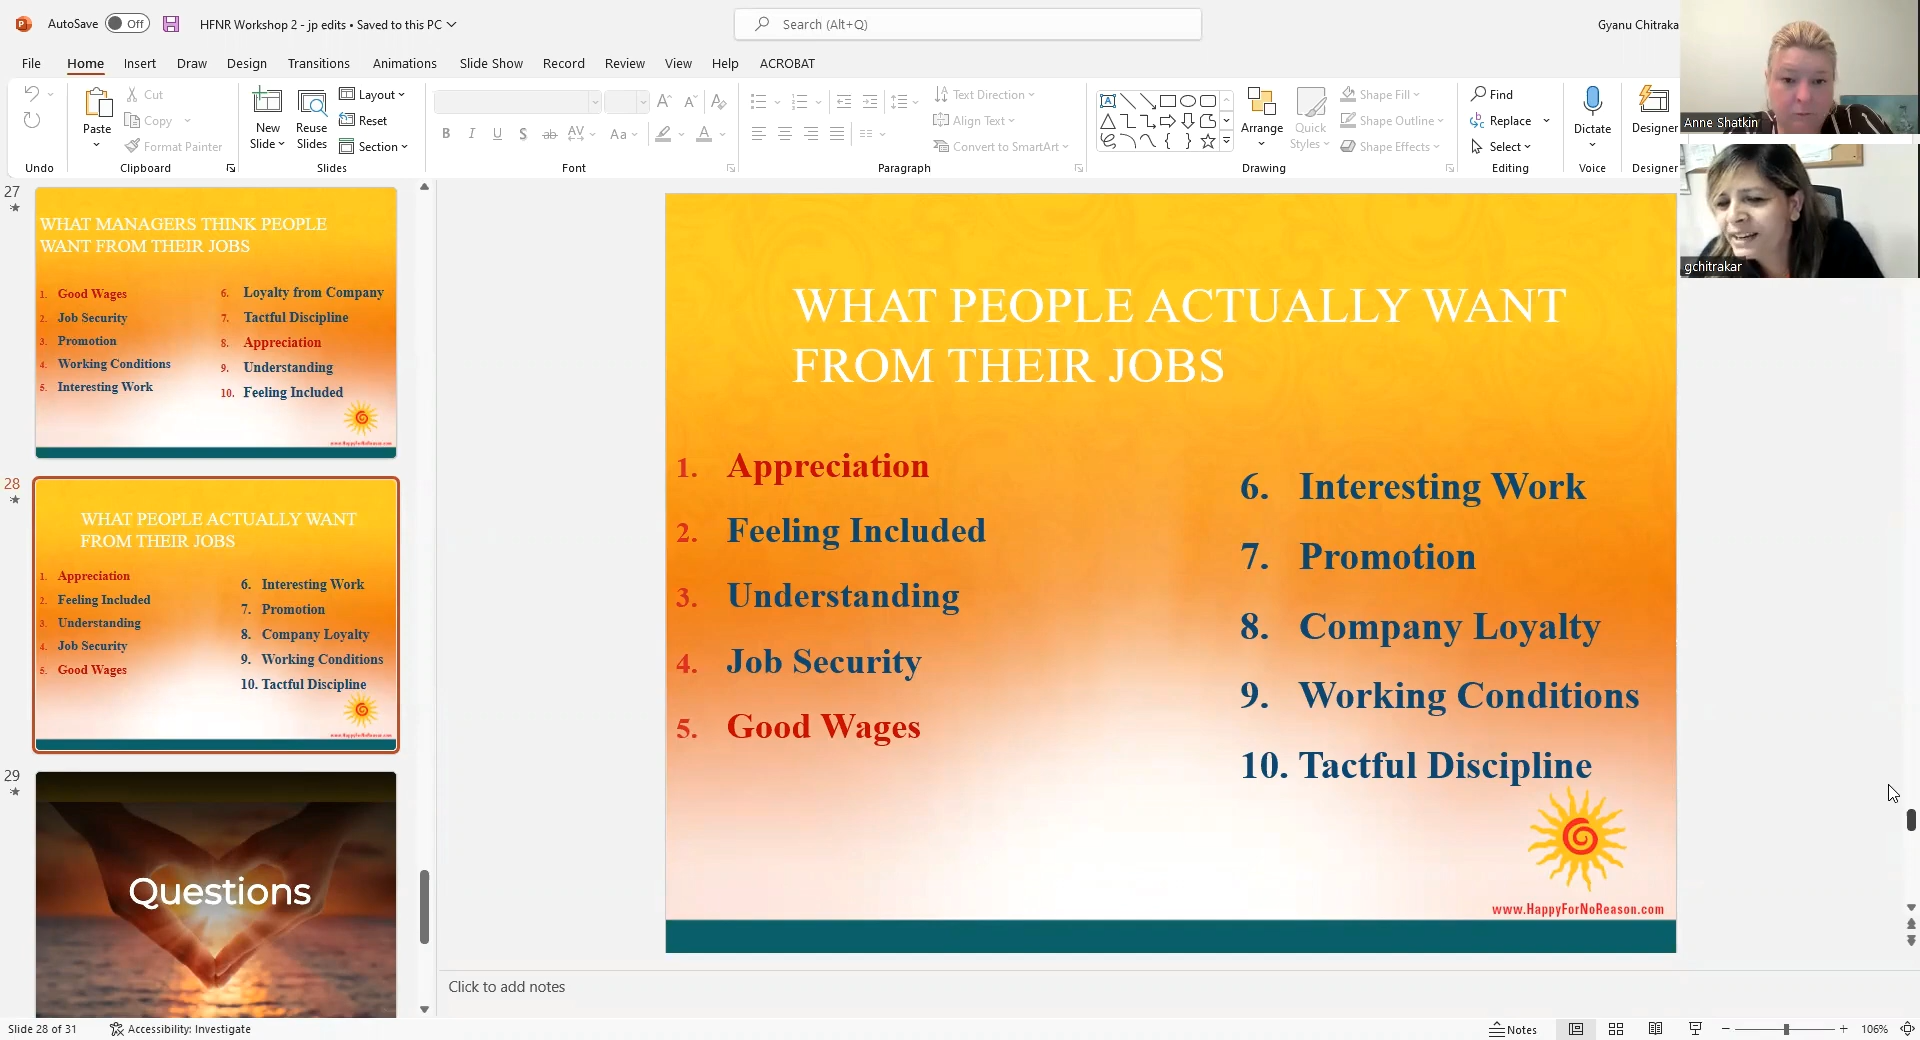 AutoSave Off HFNR Workshop 2 - jp edits • Saved to this PC Search (Alt+Q) Gyanu Chitraka
File Home Insert Draw Design Transitions Animations Slide Show Record Review View Help ACROBAT
Paste
Cut
Copy
Format Painter
New Slide
Reuse Slides
Layout
Reset
Section
B I U S ab AV Aa A
Text Direction
Align Text
Convert to SmartArt
Arrange
Quick Styles
Shape Fill
Shape Outline
Shape Effects
Find
Replace
Select
Dictate
Designer
Undo Clipboard Slides Font Paragraph Drawing Editing Voice Designer
Anne Shatkin
gchitrakar
27
WHAT MANAGERS THINK PEOPLE
WANT FROM THEIR JOBS
1. Good Wages
2. Job Security
3. Promotion
4. Working Conditions
5. Interesting Work
6. Loyalty from Company
7. Tactful Discipline
8. Appreciation
9. Understanding
10. Feeling Included
www.HappyForNoReason.com
28
WHAT PEOPLE ACTUALLY WANT
FROM THEIR JOBS
1. Appreciation
2. Feeling Included
3. Understanding
4. Job Security
5. Good Wages
6. Interesting Work
7. Promotion
8. Company Loyalty
9. Working Conditions
10. Tactful Discipline
www.HappyForNoReason.com
29
Questions
WHAT PEOPLE ACTUALLY WANT
FROM THEIR JOBS
1. Appreciation
2. Feeling Included
3. Understanding
4. Job Security
5. Good Wages
6. Interesting Work
7. Promotion
8. Company Loyalty
9. Working Conditions
10. Tactful Discipline
www.HappyForNoReason.com
Click to add notes
Slide 28 of 31 Accessibility: Investigate Notes 106%